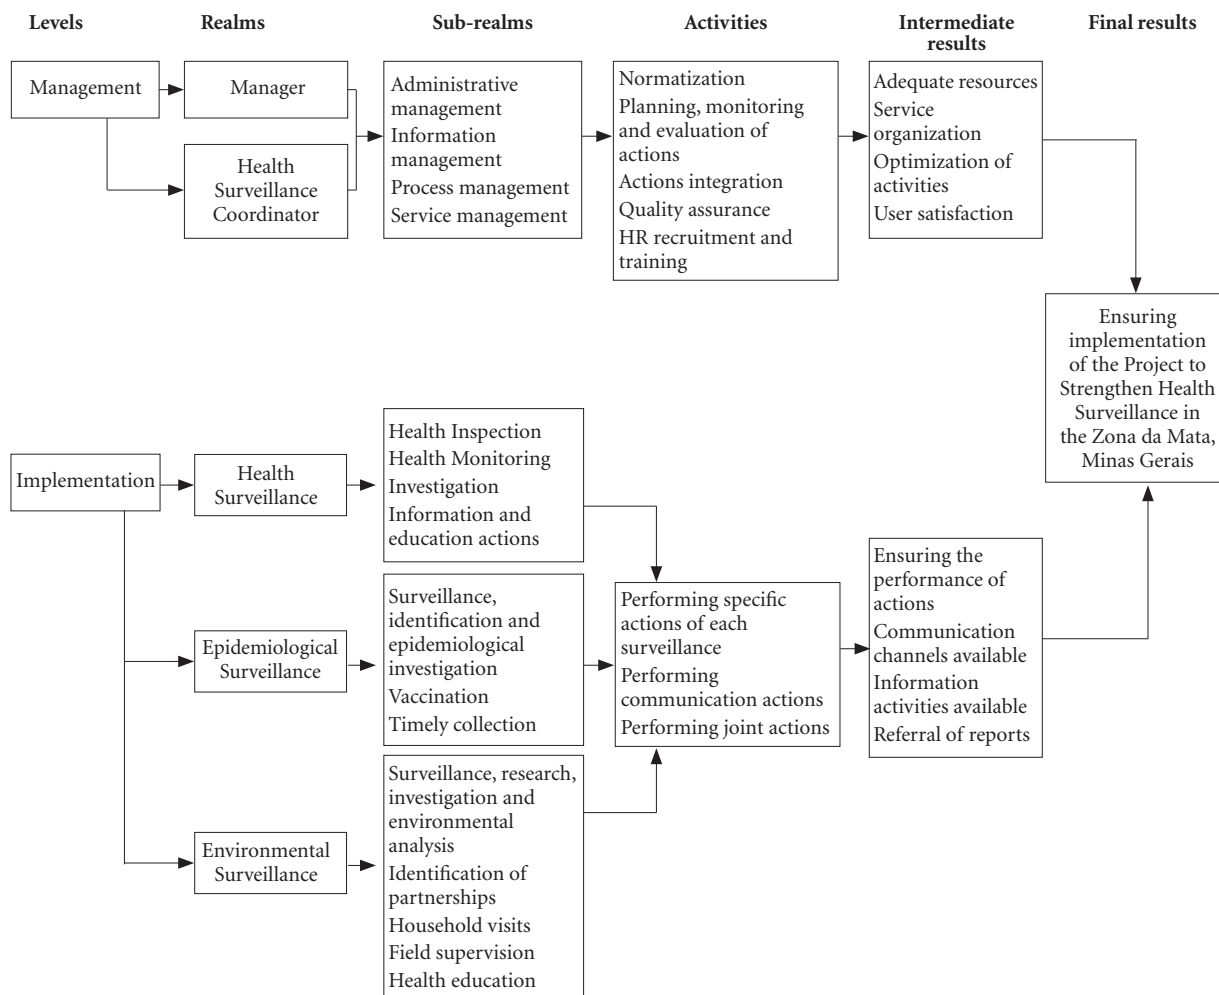 Levels
Realms
Sub-realms
Activities
Intermediate
results
Final results
Management
Manager
Health
Surveillance
Coordinator
Administrative
management
Information
management
Process management
Service management
Normatization
Planning, monitoring
and evaluation of
actions
Actions integration
Quality assurance
HR recruitment and
training
Adequate resources
Service
organization
Optimization of
activities
User satisfaction
Ensuring
implementation
of the Project to
Strengthen Health
Surveillance in
the Zona da Mata,
Minas Gerais
Implementation
Health
Surveillance
Health Inspection
Health Monitoring
Investigation
Information and
education actions
Epidemiological
Surveillance
Surveillance,
identification and
epidemiological
investigation
Vaccination
Timely collection
Environmental
Surveillance
Surveillance, research,
investigation and
environmental
analysis
Identification of
partnerships
Household visits
Field supervision
Health education
Performing specific
actions of each
surveillance
Performing
communication actions
Performing joint actions
Ensuring the
performance of
actions
Communication
channels available
Information
activities available
Referral of reports